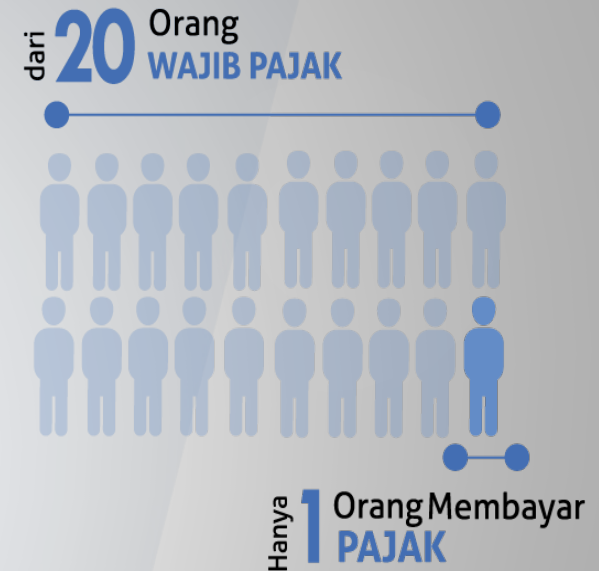 dari
20
Orang
WAJIB PAJAK
Hanya
1
Orang Membayar
PAJAK